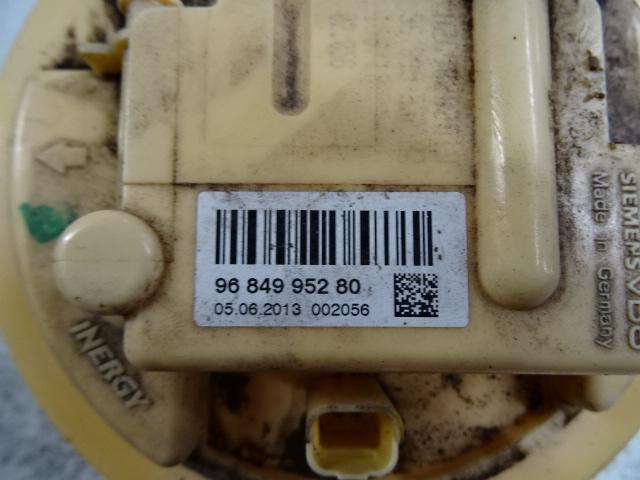 96 849 952 80
05.06.2013 002056
INERGY
SIEMENS VDO
Made in Germany